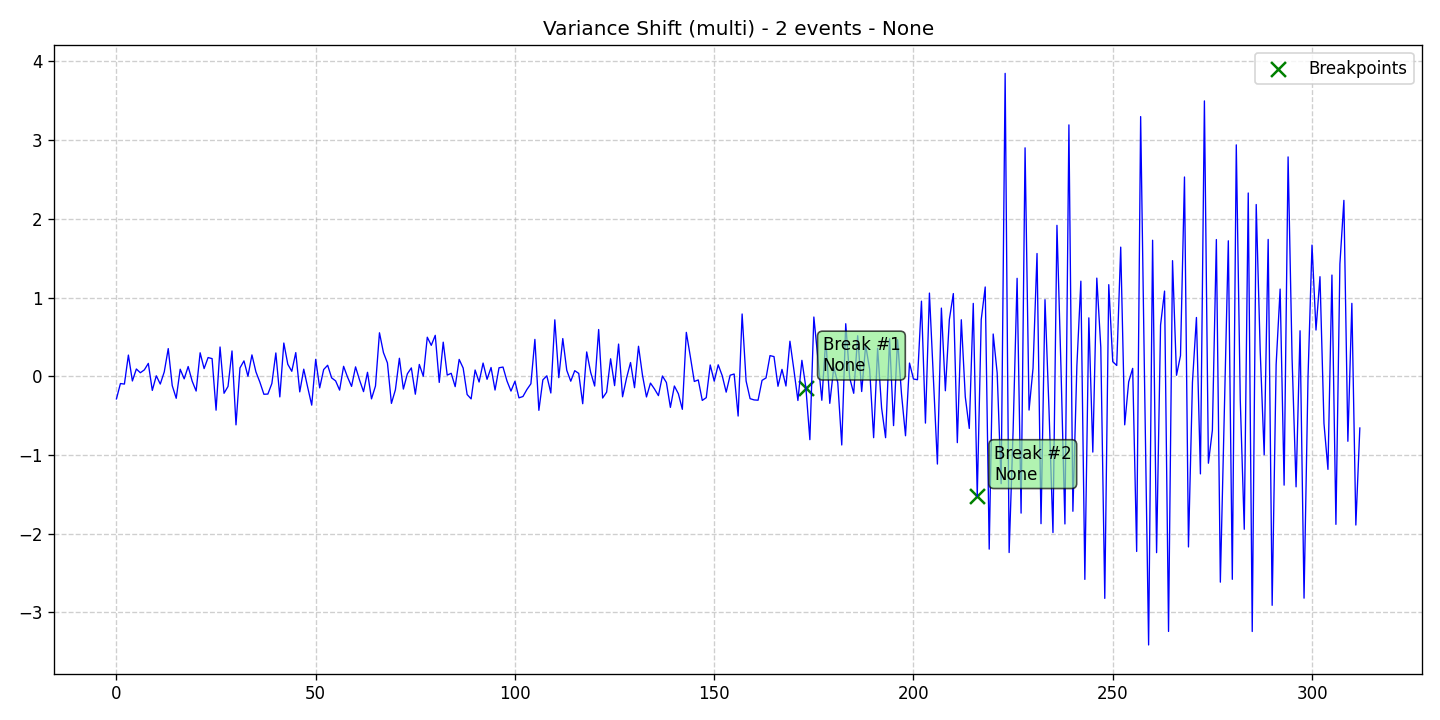 Variance Shift (multi) - 2 events - None
Breakpoints
4
3
2
1
0
−1
−2
−3
Break #1
None
Break #2
None
0
50
100
150
200
250
300